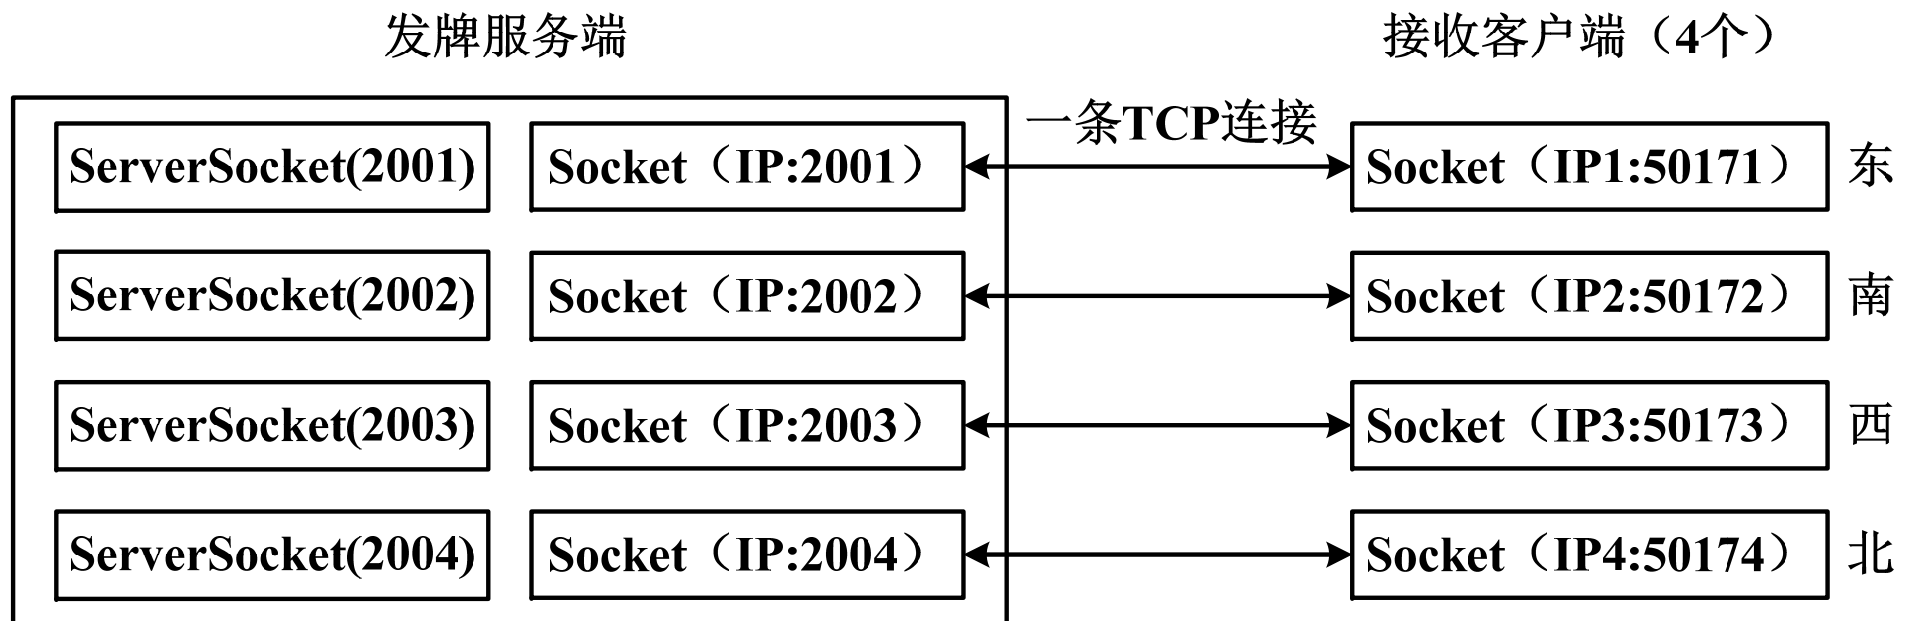 发牌服务端 接收客户端（4个）
一条TCP连接
ServerSocket(2001) Socket（IP:2001） Socket（IP1:50171） 东
ServerSocket(2002) Socket（IP:2002） Socket（IP2:50172） 南
ServerSocket(2003) Socket（IP:2003） Socket（IP3:50173） 西
ServerSocket(2004) Socket（IP:2004） Socket（IP4:50174） 北